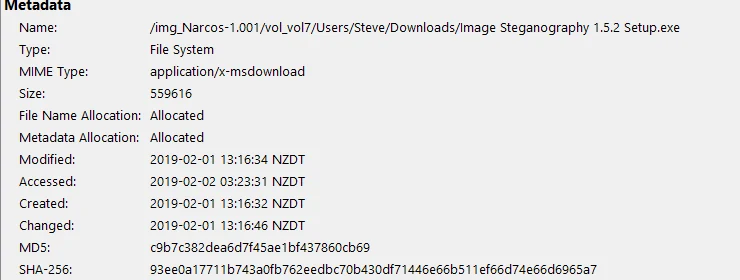 Metadata
Name: /img_Narcos-1.001/vol_vol7/Users/Steve/Downloads/Image Steganography 1.5.2 Setup.exe
Type: File System
MIME Type: application/x-msdownload
Size: 559616
File Name Allocation: Allocated
Metadata Allocation: Allocated
Modified: 2019-02-01 13:16:34 NZDT
Accessed: 2019-02-02 03:23:31 NZDT
Created: 2019-02-01 13:16:32 NZDT
Changed: 2019-02-01 13:16:46 NZDT
MD5: c9b7c382dea6d7f45ae1bf437860cb69
SHA-256: 93ee0a17711b743a0fb762eedbc70b430df71446e66b511ef66d74e66d6965a7